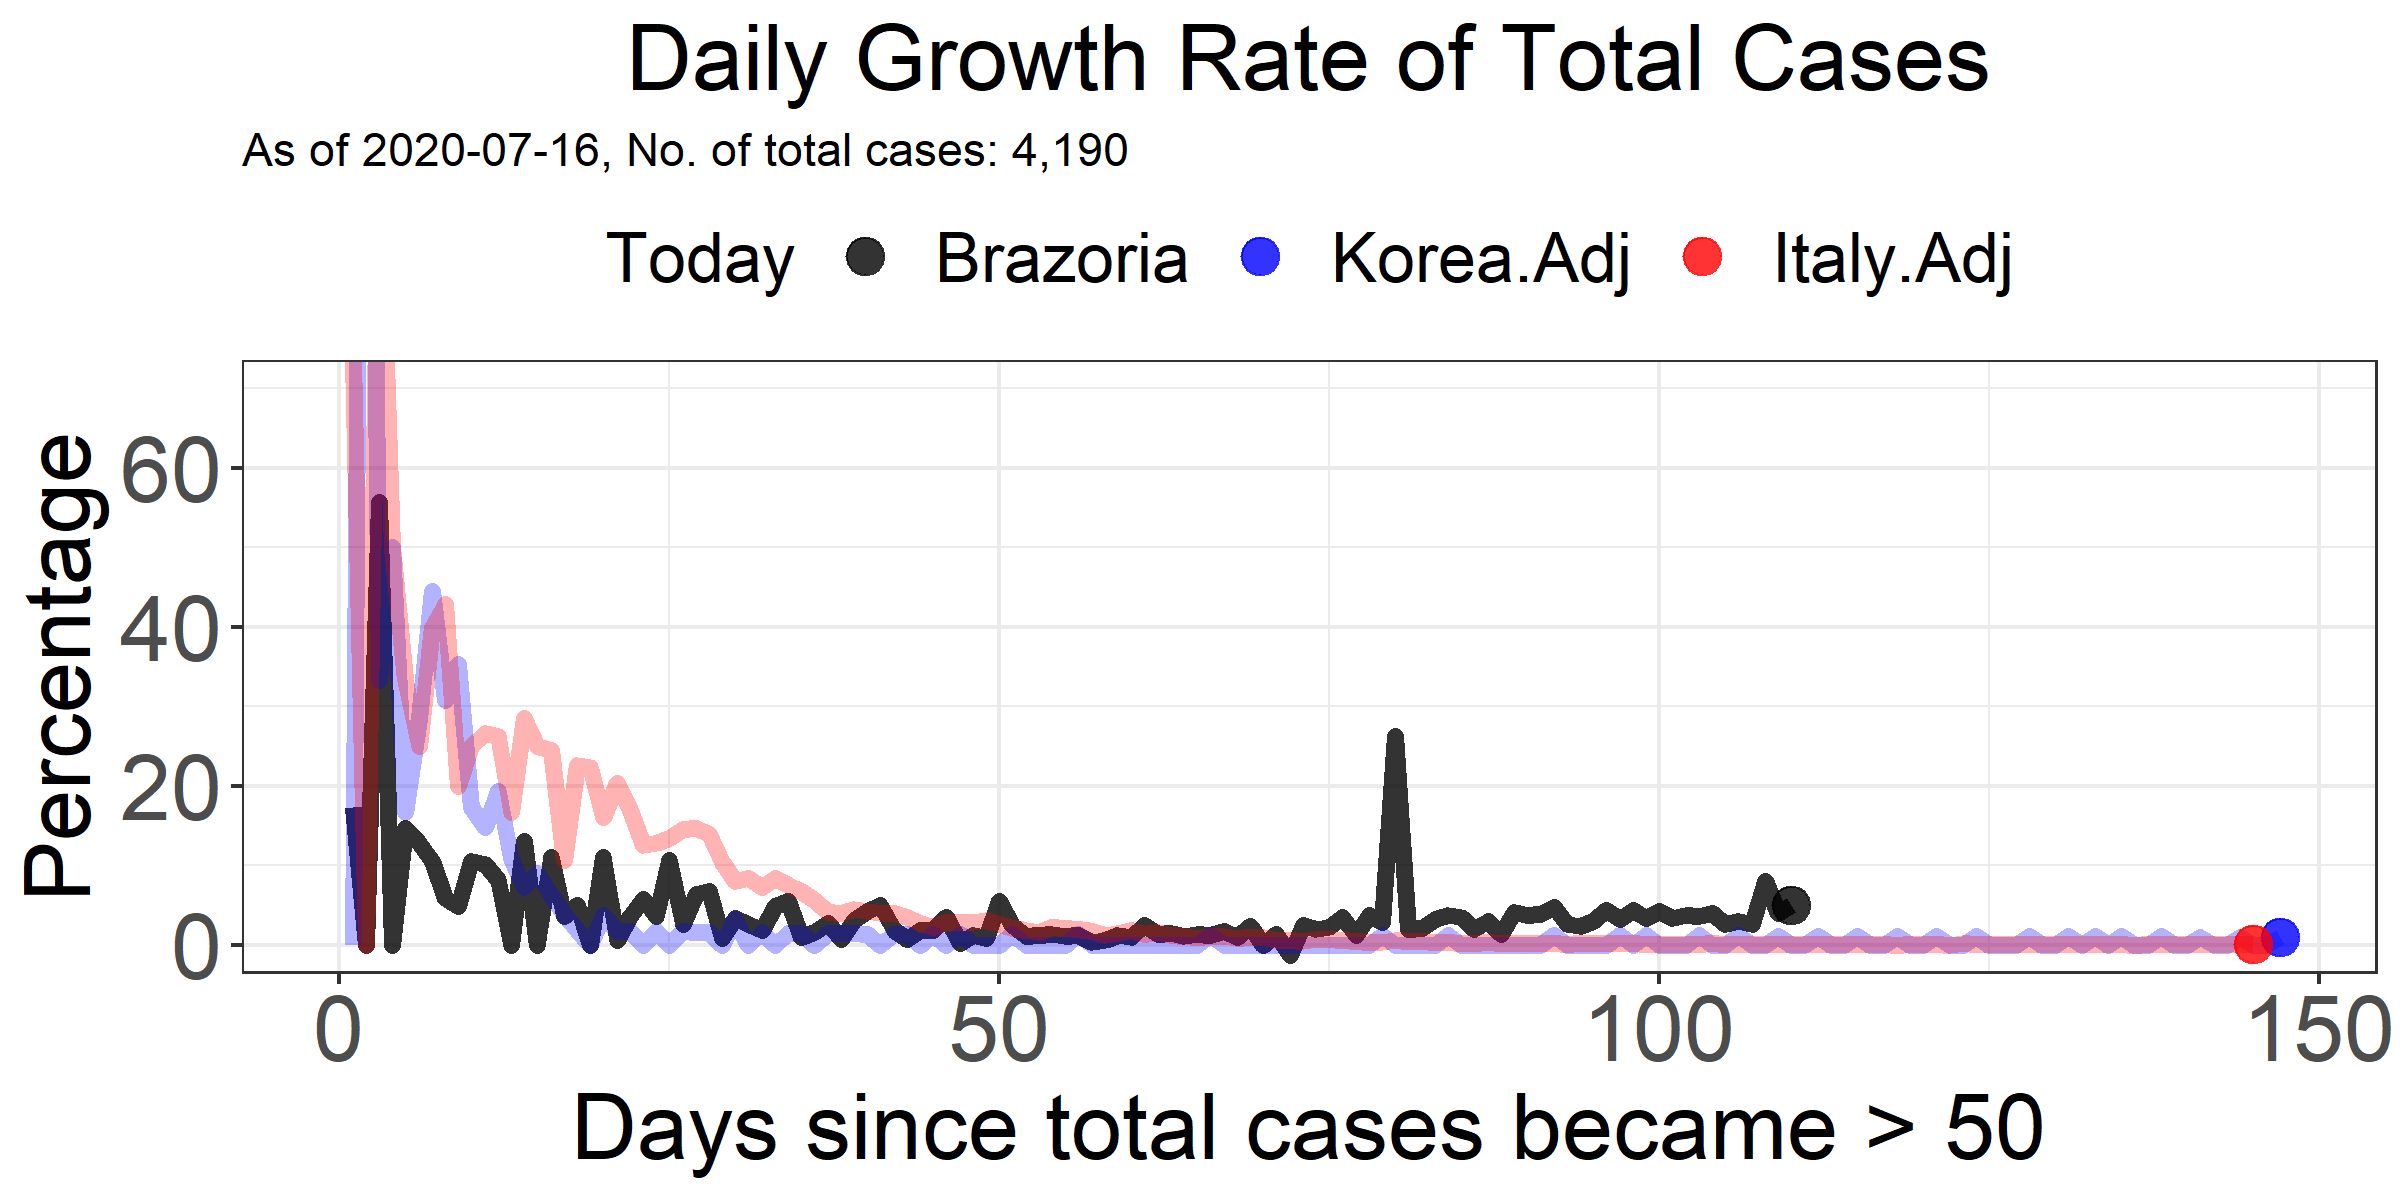 Daily Growth Rate of Total Cases
As of 2020-07-16, No. of total cases: 4,190
Today Brazoria Korea.Adj Italy.Adj
Percentage
60
40
20
0
0 50 100 150
Days since total cases became > 50